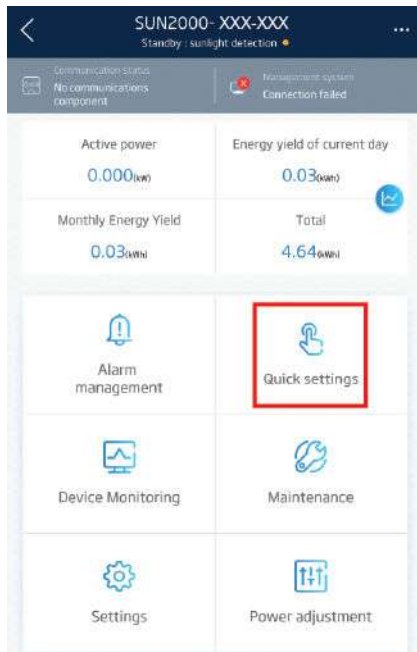 SUN2000- XXX-XXX
Standby : sunlight detection
Communication status
No communications
component
Management system
Connection failed
Active power
0.000(kW)
Energy yield of current day
0.03(kWh)
Monthly Energy Yield
0.03(kWh)
Total
4.64(kWh)
Alarm
management
Quick settings
Device Monitoring
Maintenance
Settings
Power adjustment